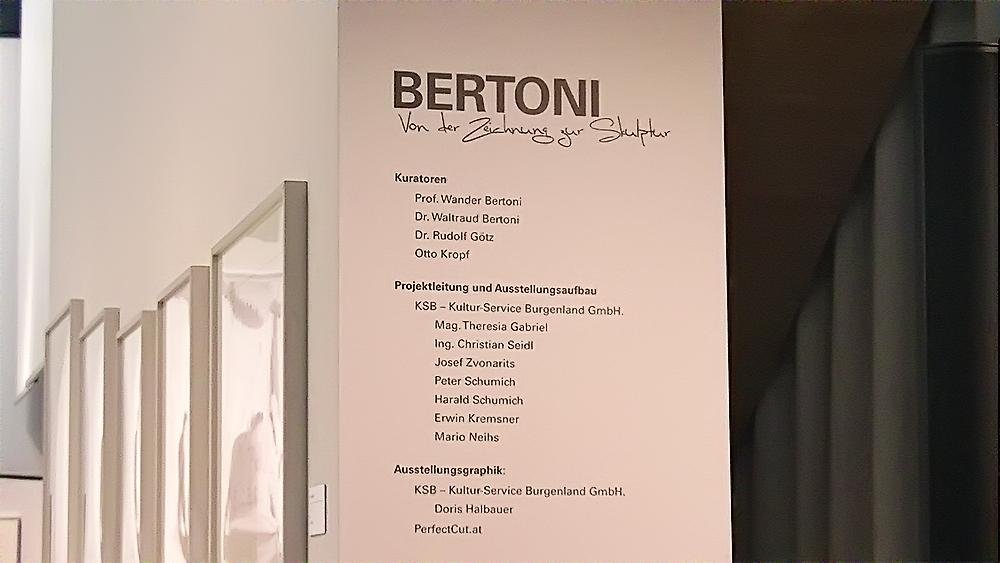 BERTONI
Von der Zeichnung zur Skulptur
Kuratoren
Prof. Wander Bertoni
Dr. Waltraud Bertoni
Dr. Rudolf Götz
Otto Kropf
Projektleitung und Ausstellungsaufbau
KSB – Kultur-Service Burgenland GmbH.
Mag. Theresia Gabriel
Ing. Christian Seidl
Josef Zvonarits
Peter Schumich
Harald Schumich
Erwin Kremsner
Mario Neihs
Ausstellungsgraphik:
KSB – Kultur-Service Burgenland GmbH.
Doris Halbauer
PerfectCut.at